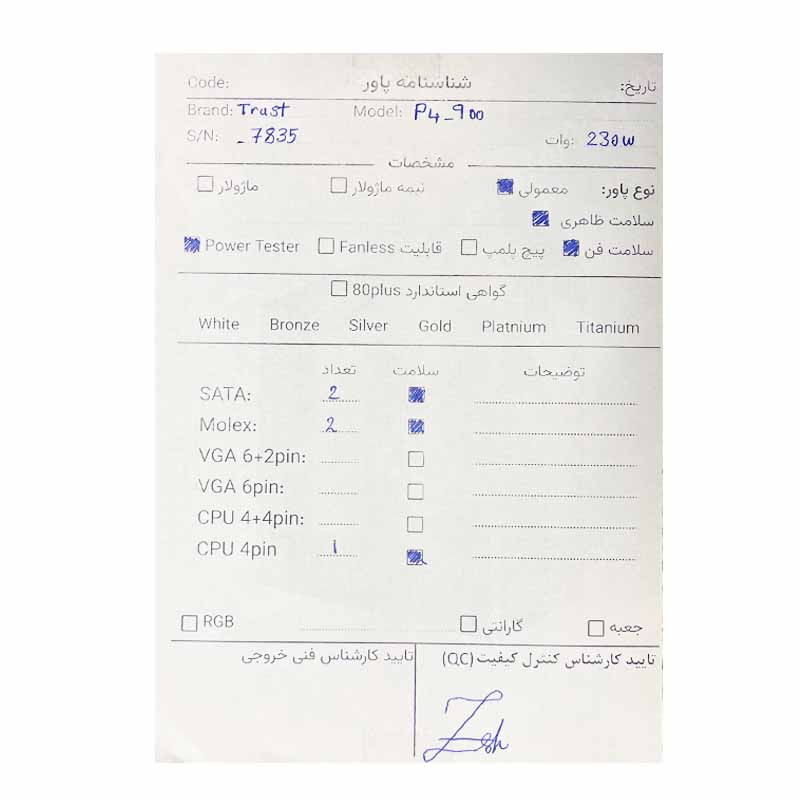 تاریخ: شناسنامه پاور Code:
Brand: Trust Model: P4_900
S/N: _7835 وات: 230w
مشخصات
نوع پاور: معمولی نیمه ماژولار ماژولار
سلامت ظاهری
سلامت فن پیچ پلمپ قابلیت Fanless Power Tester
گواهی استاندارد 80plus
White Bronze Silver Gold Platnium Titanium
تعداد سلامت توضیحات
SATA: 2
Molex: 2
VGA 6+2pin:
VGA 6pin:
CPU 4+4pin:
CPU 4pin 1
جعبه گارانتی RGB
تایید کارشناس کنترل کیفیت (QC) تایید کارشناس فنی خروجی